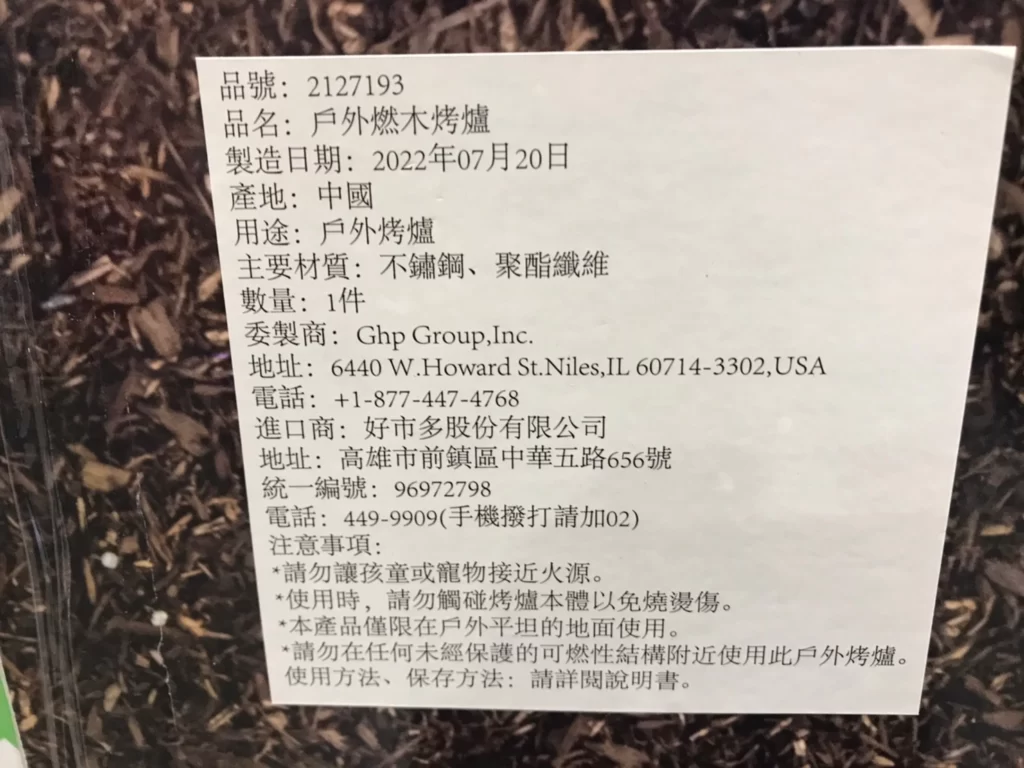 品號：2127193
品名：戶外燃木烤爐
製造日期：2022年07月20日
產地：中國
用途：戶外烤爐
主要材質：不鏽鋼、聚酯纖維
數量：1件
委製商：Ghp Group,Inc.
地址：6440 W.Howard St.Niles,IL 60714-3302,USA
電話：+1-877-447-4768
進口商：好市多股份有限公司
地址：高雄市前鎮區中華五路656號
統一編號：96972798
電話：449-9909(手機撥打請加02)
注意事項：
*請勿讓孩童或寵物接近火源。
*使用時，請勿觸碰烤爐本體以免燒燙傷。
*本產品僅限在戶外平坦的地面使用。
*請勿在任何未經保護的可燃性結構附近使用此戶外烤爐。
使用方法、保存方法：請詳閱說明書。